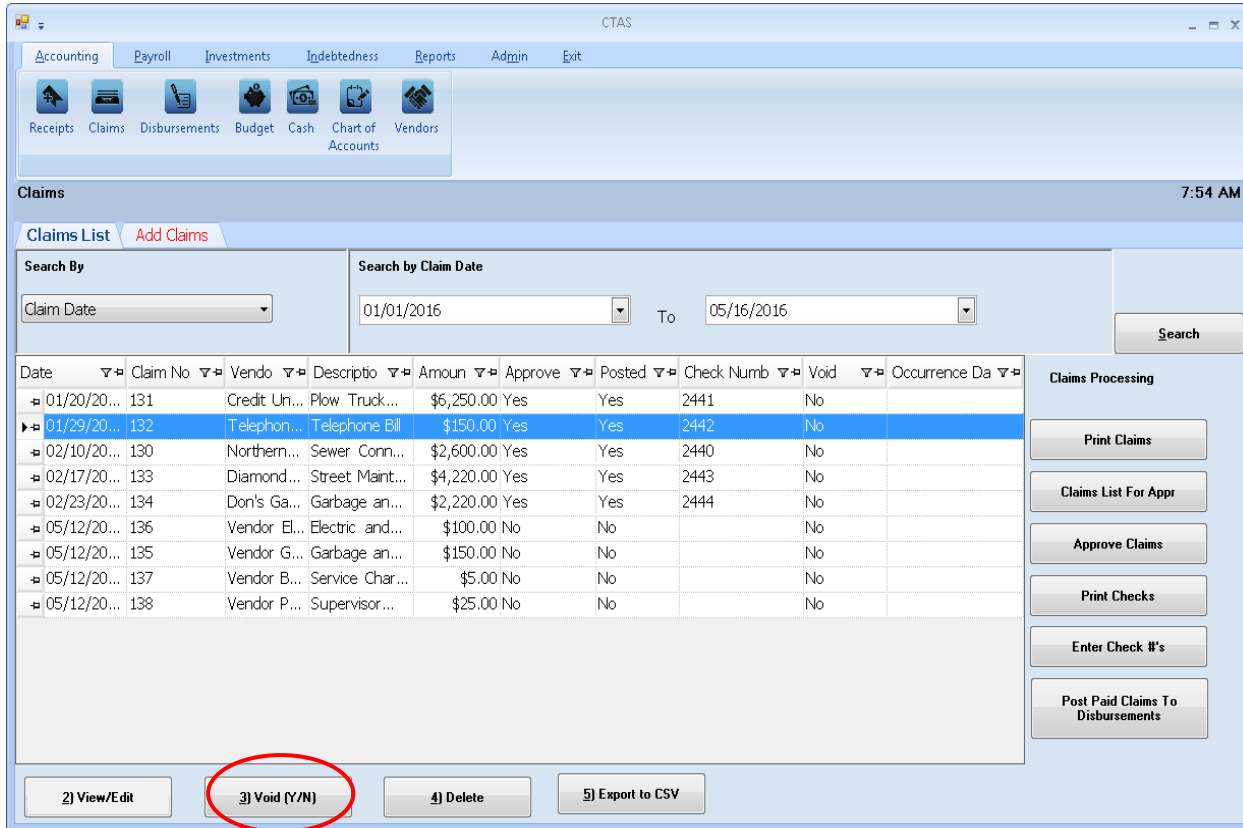 CTAS
Accounting Payroll Investments Indebtedness Reports Admin Exit
Receipts Claims Disbursements Budget Cash Chart of Accounts Vendors
Claims 7:54 AM
Claims List Add Claims
Search By Search by Claim Date
Claim Date 01/01/2016 To 05/16/2016
Search
Date Claim No Vendo Descriptio Amoun Approve Posted Check Numb Void Occurrence Da
01/20/20... 131 Credit Un... Plow Truck... $6,250.00 Yes Yes 2441 No
01/29/20... 132 Telephon... Telephone Bill $150.00 Yes Yes 2442 No
02/10/20... 130 Northern... Sewer Conn... $2,600.00 Yes Yes 2440 No
02/17/20... 133 Diamond... Street Maint... $4,220.00 Yes Yes 2443 No
02/23/20... 134 Don's Ga... Garbage an... $2,220.00 Yes Yes 2444 No
05/12/20... 136 Vendor El... Electric and... $100.00 No No No
05/12/20... 135 Vendor G... Garbage an... $150.00 No No No
05/12/20... 137 Vendor B... Service Char... $5.00 No No No
05/12/20... 138 Vendor P... Supervisor... $25.00 No No No
Claims Processing
Print Claims
Claims List For Appr
Approve Claims
Print Checks
Enter Check #'s
Post Paid Claims To
Disbursements
2) View/Edit 3) Void (Y/N) 4) Delete 5) Export to CSV